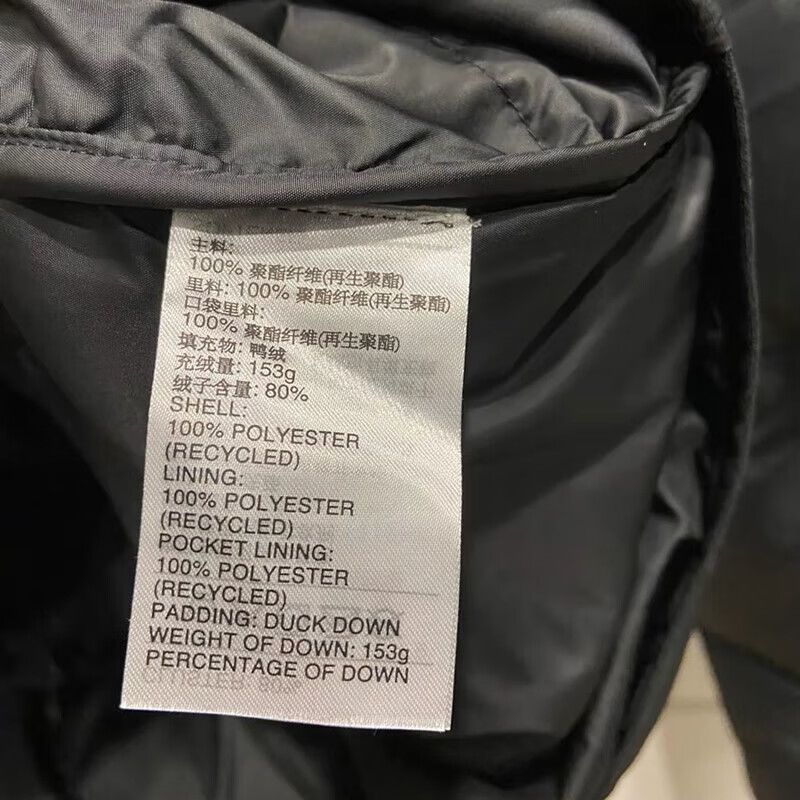 主料:
100% 聚酯纤维(再生聚酯)
里料: 100% 聚酯纤维(再生聚酯)
口袋里料:
100% 聚酯纤维(再生聚酯)
填充物: 鸭绒
充绒量: 153g
绒子含量: 80%
SHELL:
100% POLYESTER
(RECYCLED)
LINING:
100% POLYESTER
(RECYCLED)
POCKET LINING:
100% POLYESTER
(RECYCLED)
PADDING: DUCK DOWN
WEIGHT OF DOWN: 153g
PERCENTAGE OF DOWN
CLUSTER 80%